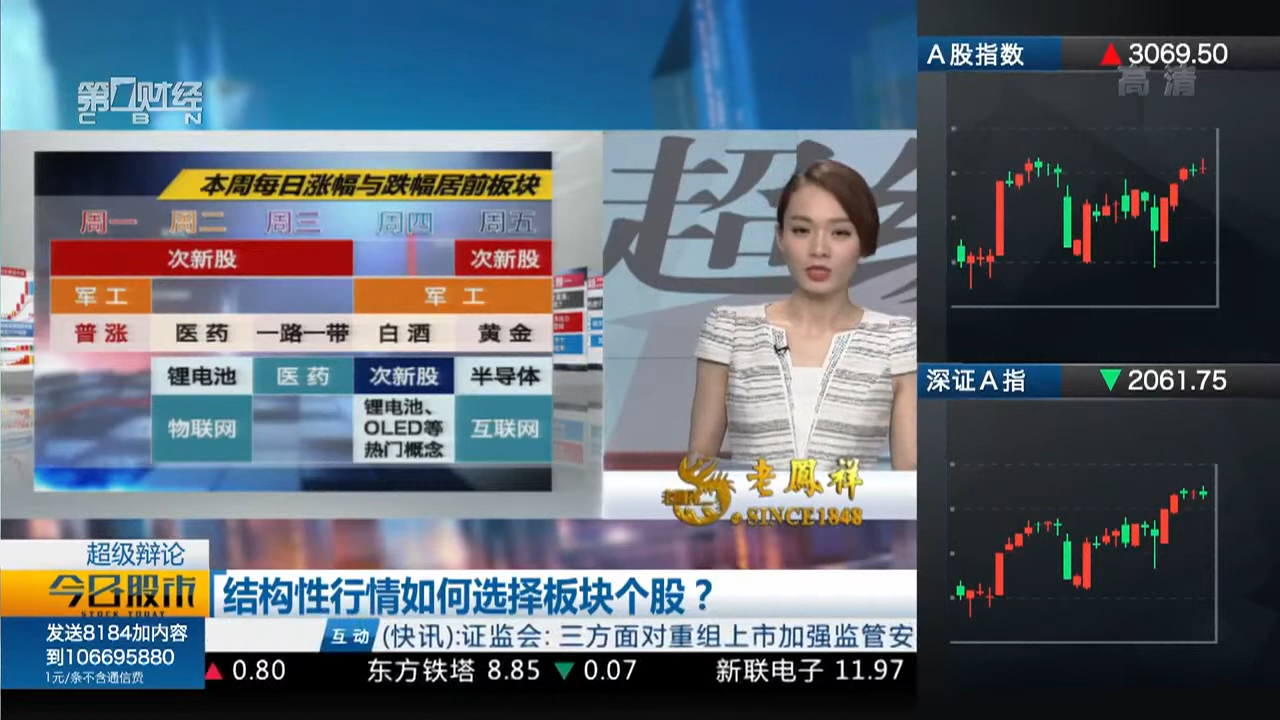 第一财经
CBN
本周每日涨幅与跌幅居前板块
周一 周二 周三 周四 周五
次新股 次新股
军工 军工
普涨 医药 一路一带 白酒 黄金
锂电池 医药 次新股 半导体
物联网 锂电池、OLED等热门概念 互联网
超级
老鳳祥
SINCE1848
A股指数 ▲3069.50
高清
深证A指 ▼2061.75
超级辩论
今日股市
STOCK TODAY
结构性行情如何选择板块个股？
发送8184加内容
到106695880
1元/条不含通信费
互动 (快讯):证监会: 三方面对重组上市加强监管安
▲0.80 东方铁塔 8.85 ▼0.07 新联电子 11.97